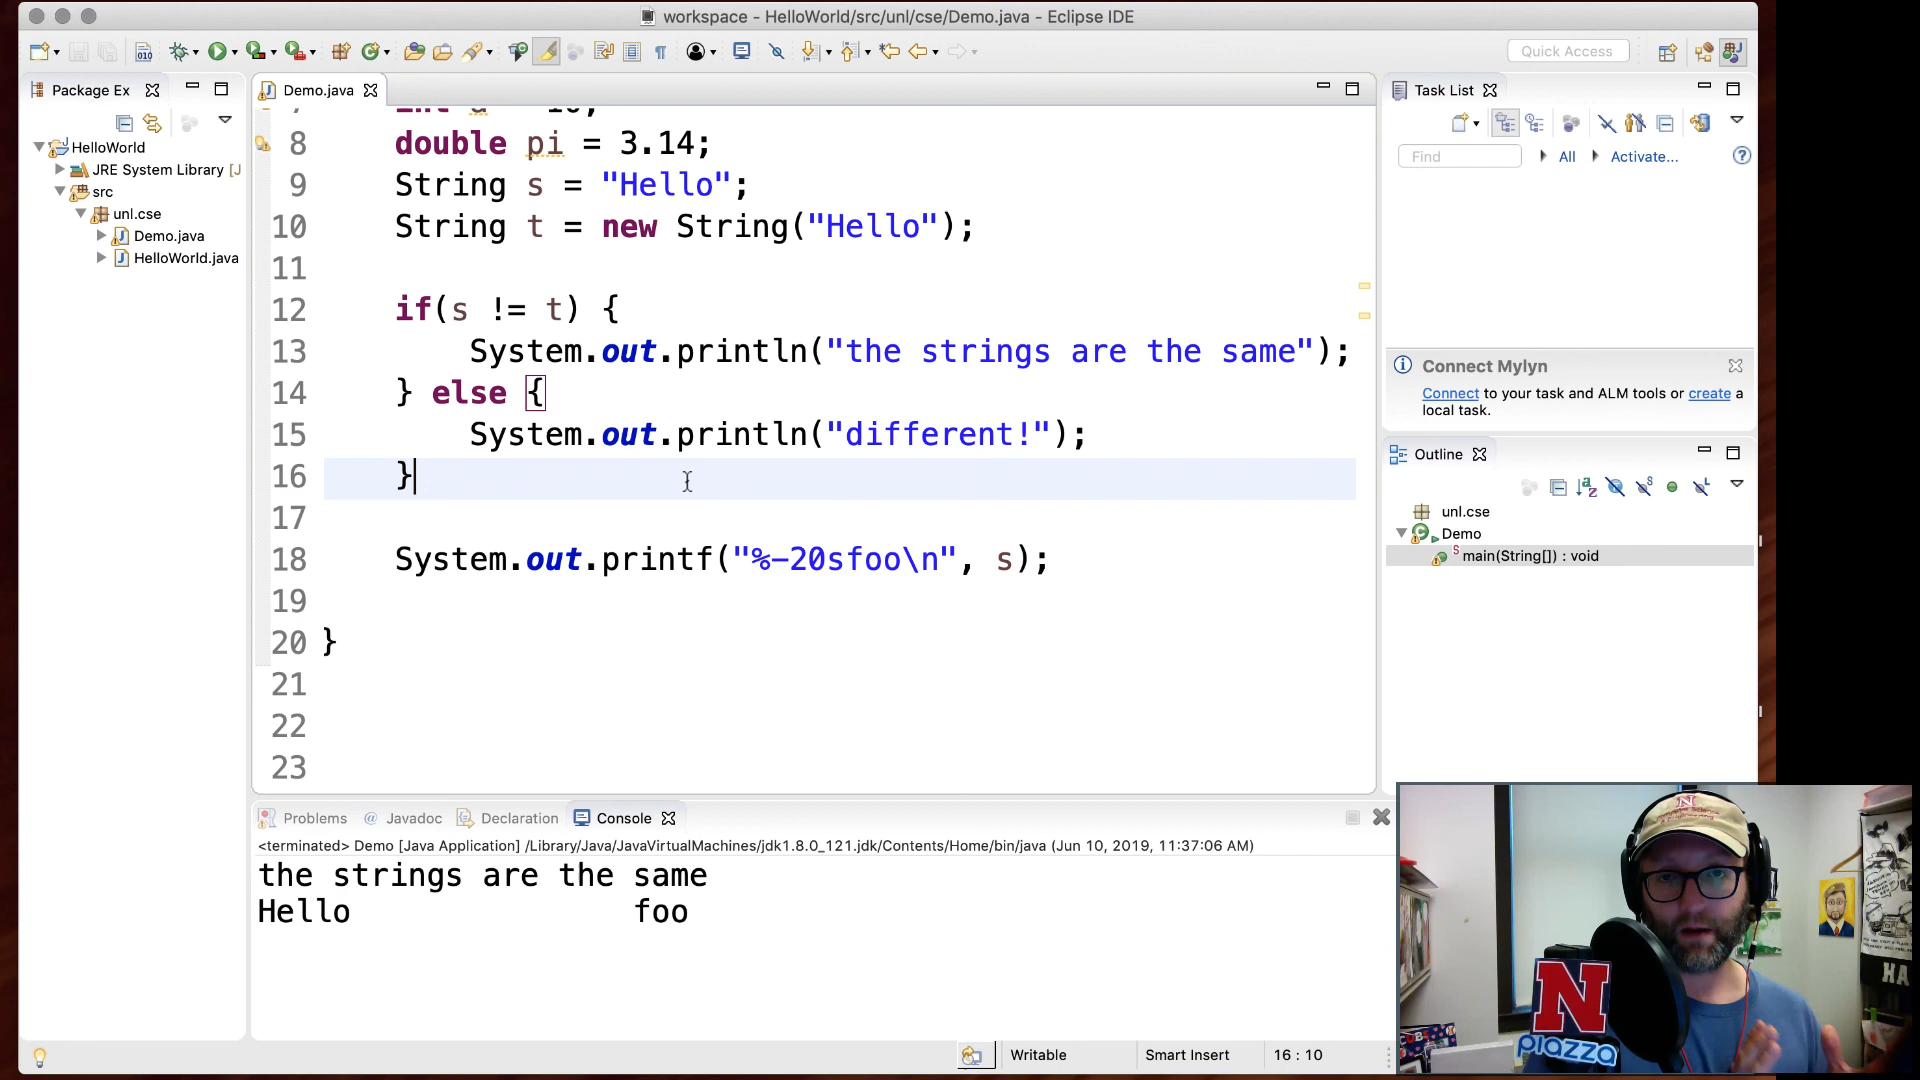 workspace - HelloWorld/src/unl/cse/Demo.java - Eclipse IDE
Quick Access
Package Ex
HelloWorld
JRE System Library [J
src
unl.cse
Demo.java
HelloWorld.java
Demo.java
8 double pi = 3.14;
9 String s = "Hello";
10 String t = new String("Hello");
11
12 if(s != t) {
13 System.out.println("the strings are the same");
14 } else {
15 System.out.println("different!");
16 }
17
18 System.out.printf("%-20sfoo\n", s);
19
20 }
21
22
23
Task List
Find
All
Activate...
Connect Mylyn
Connect to your task and ALM tools or create a
local task.
Outline
unl.cse
Demo
main(String[]) : void
Problems
Javadoc
Declaration
Console
<terminated> Demo [Java Application] /Library/Java/JavaVirtualMachines/jdk1.8.0_121.jdk/Contents/Home/bin/java (Jun 10, 2019, 11:37:06 AM)
the strings are the same
Hello               foo
Writable
Smart Insert
16 : 10
N
N
piazza
HA